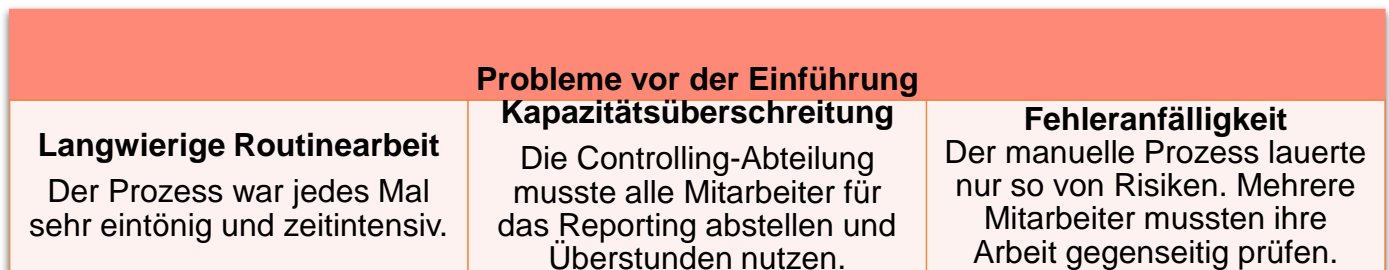 Probleme vor der Einführung
Langwierige Routinearbeit
Der Prozess war jedes Mal
sehr eintönig und zeitintensiv.
Kapazitätsüberschreitung
Die Controlling-Abteilung
musste alle Mitarbeiter für
das Reporting abstellen und
Überstunden nutzen.
Fehleranfälligkeit
Der manuelle Prozess lauerte
nur so von Risiken. Mehrere
Mitarbeiter mussten ihre
Arbeit gegenseitig prüfen.